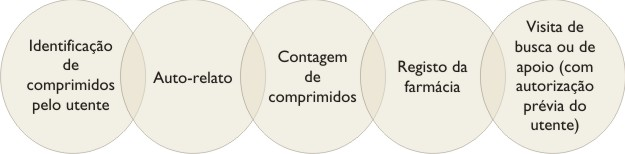 Identificação
de
comprimidos
pelo utente
Auto-relato
Contagem
de
comprimidos
Registo da
farmácia
Visita de
busca ou de
apoio (com
autorização
prévia do
utente)